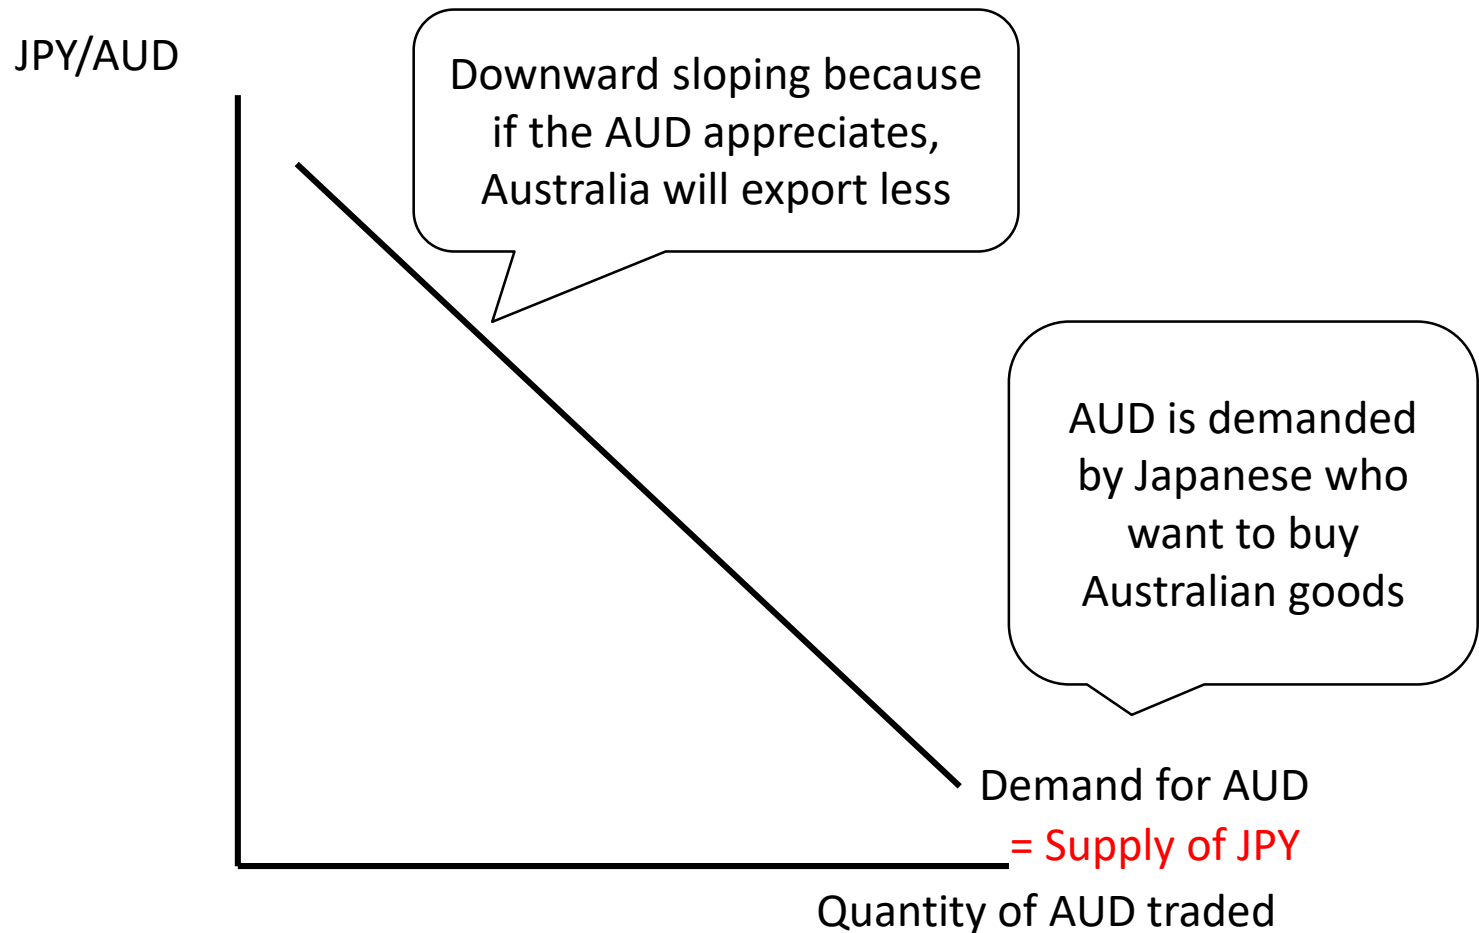 JPY/AUD
Downward sloping because
if the AUD appreciates,
Australia will export less
AUD is demanded
by Japanese who
want to buy
Australian goods
Demand for AUD
= Supply of JPY
Quantity of AUD traded